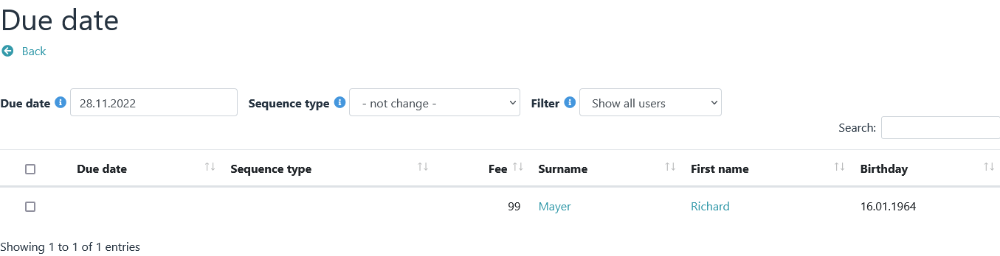 Due date
Back
Due date 28.11.2022 Sequence type - not change - Filter Show all users
Search:
Due date Sequence type Fee Surname First name Birthday
99 Mayer Richard 16.01.1964
Showing 1 to 1 of 1 entries